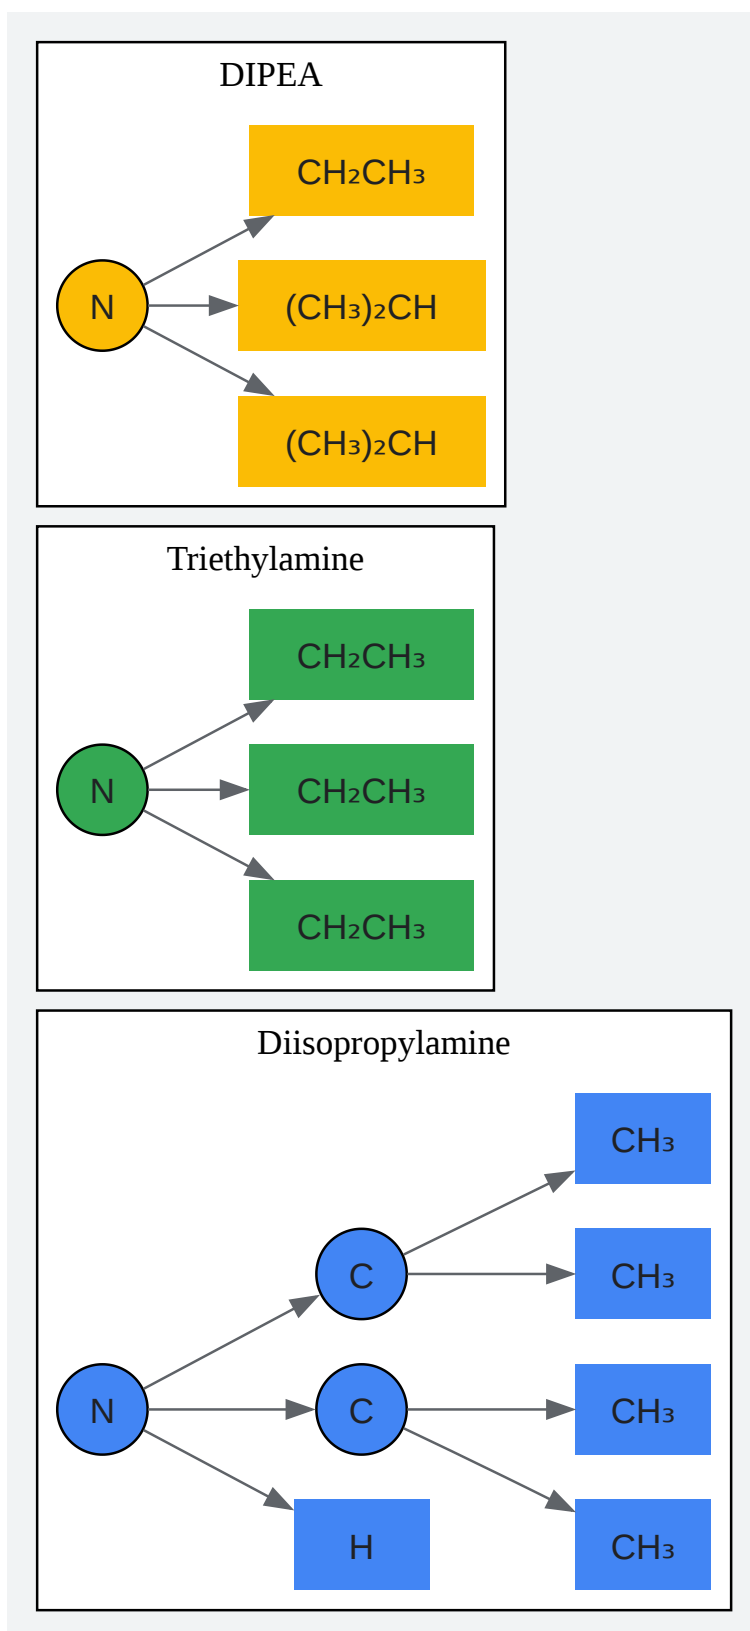 DIPEA
CH₂CH₃
N
(CH₃)₂CH
(CH₃)₂CH
Triethylamine
CH₂CH₃
N
CH₂CH₃
CH₂CH₃
Diisopropylamine
CH₃
C
CH₃
N
C
CH₃
H
CH₃